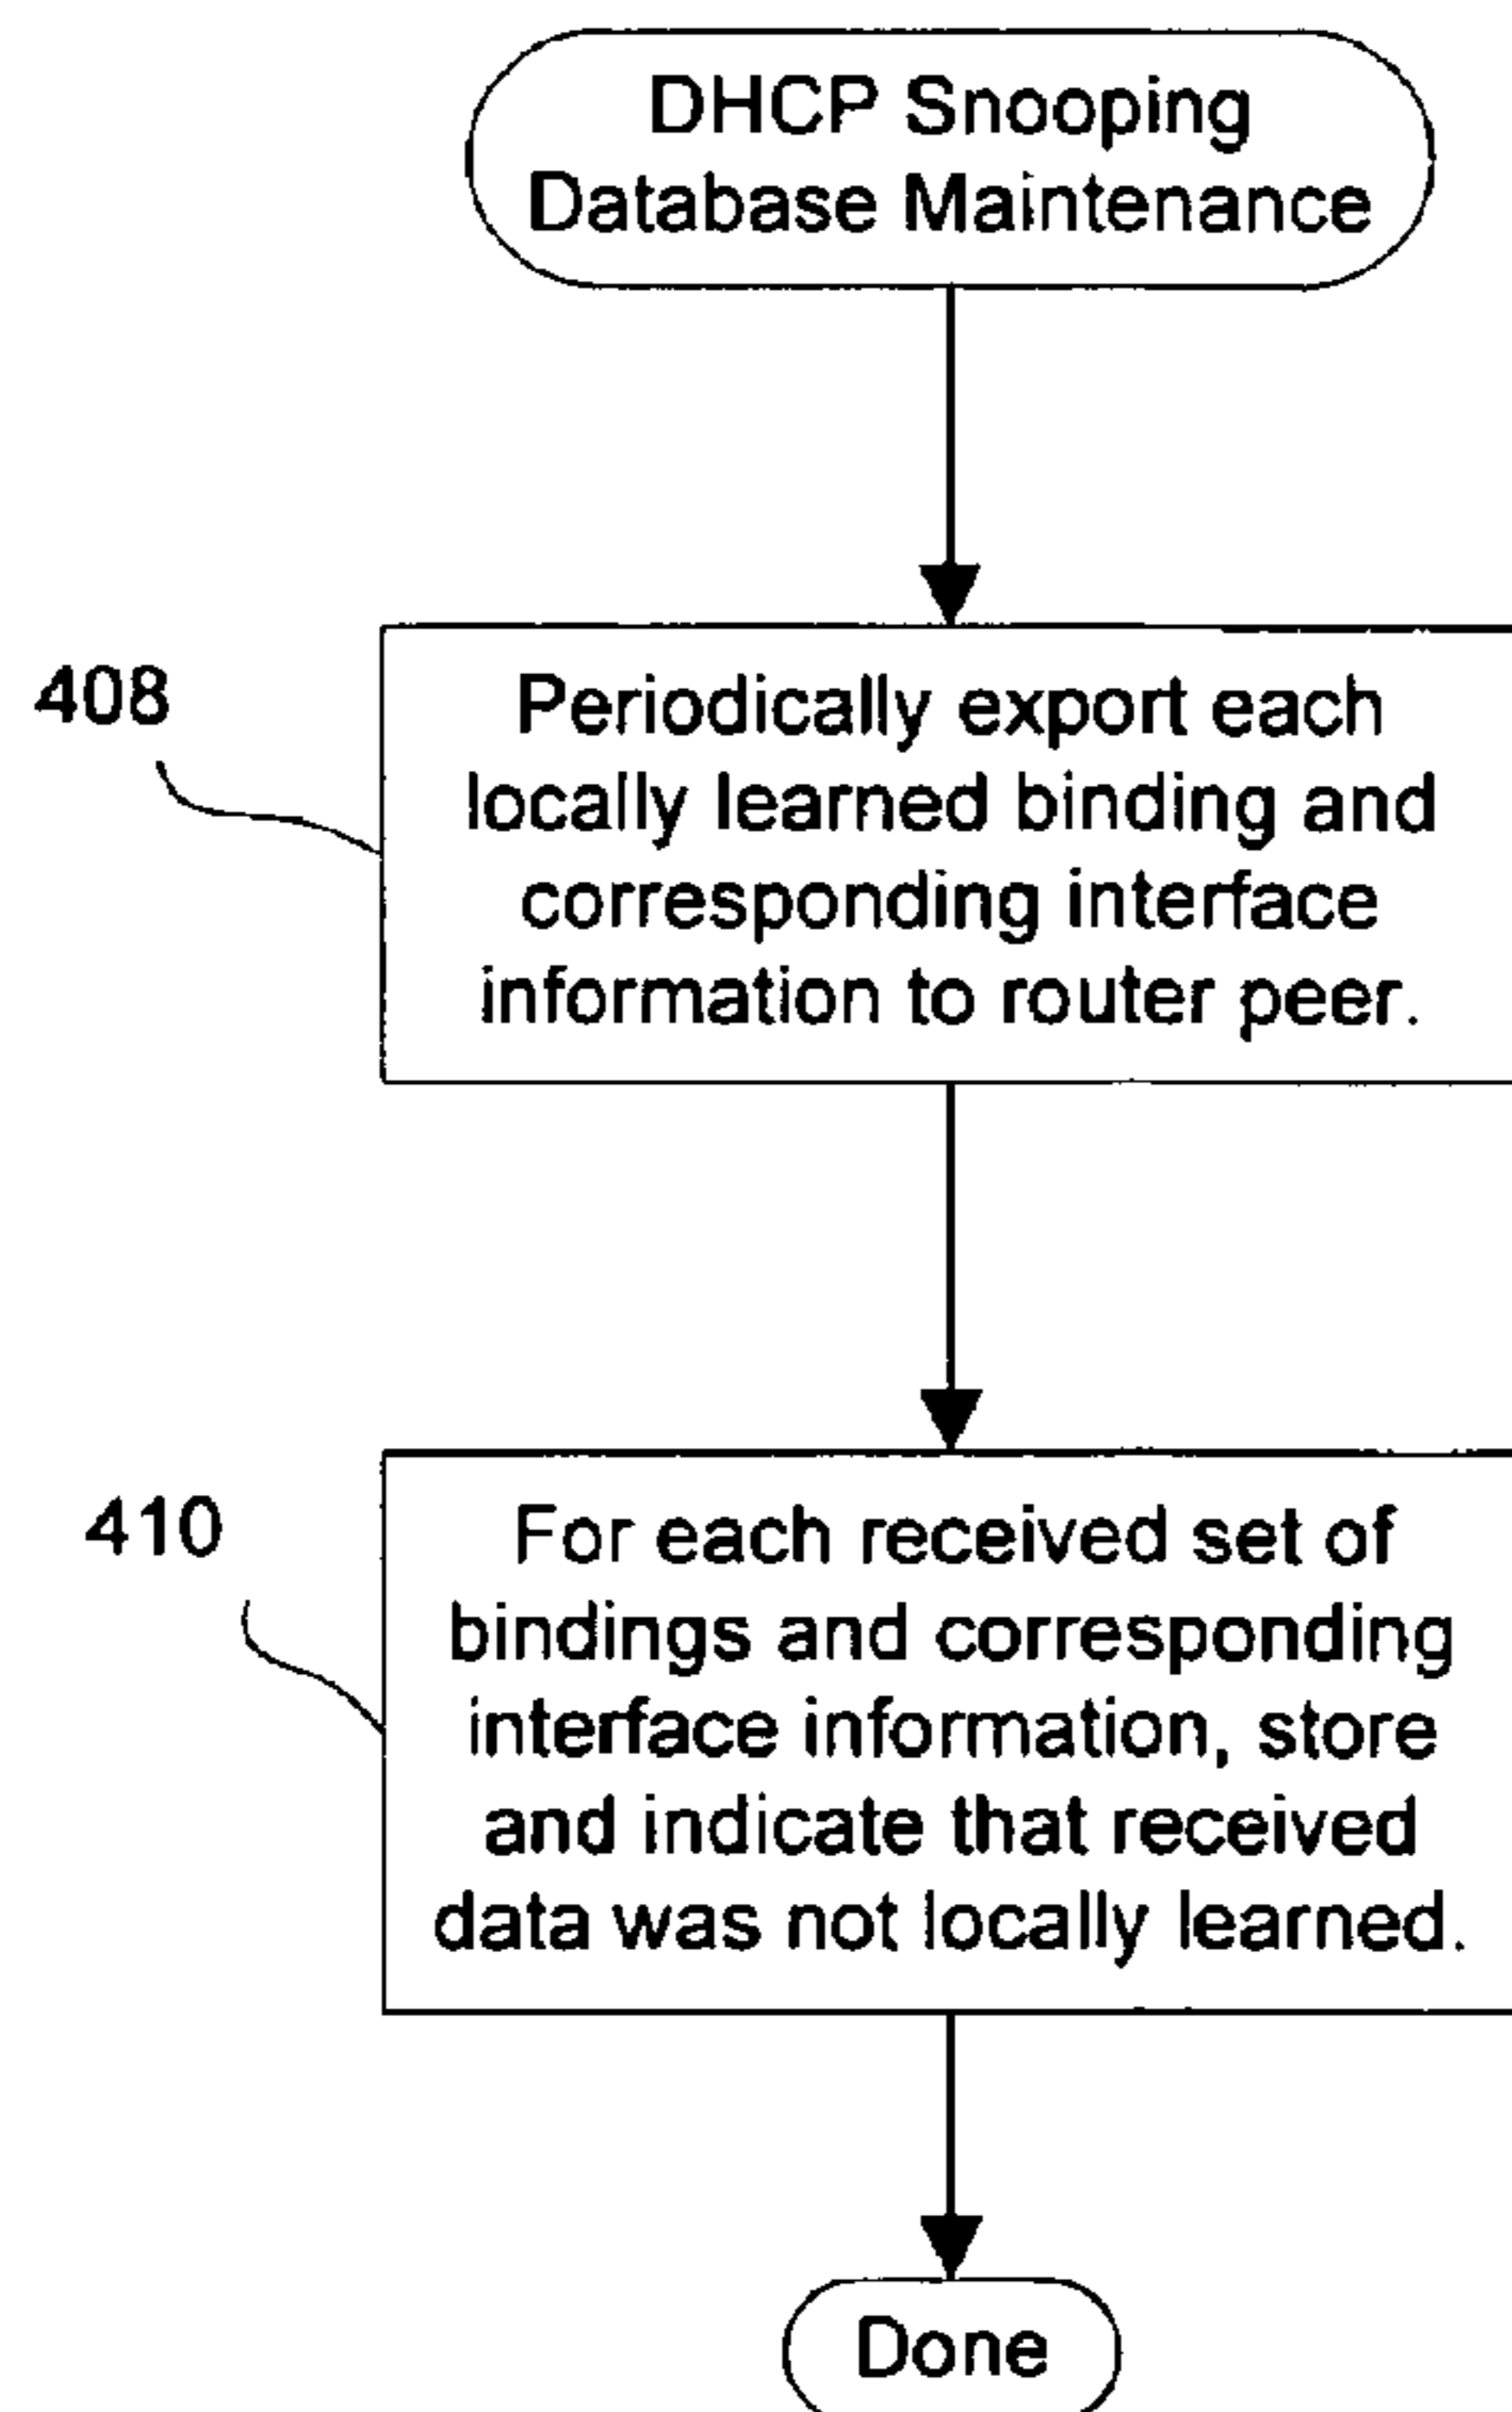 DHCP Snooping
Database Maintenance
408
Periodically export each
locally learned binding and
corresponding interface
information to router peer.
410
For each received set of
bindings and corresponding
interface information, store
and indicate that received
data was not locally learned.
Done